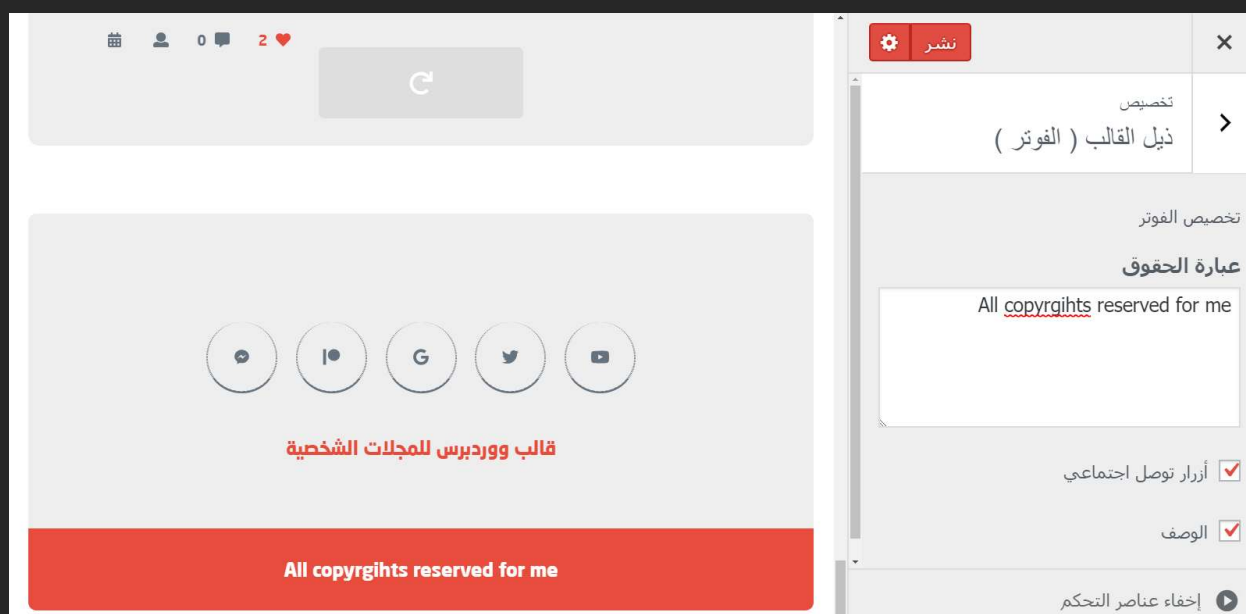 نشر
تخصيص
ذيل القالب ( الفوتر )
تخصيص الفوتر
عبارة الحقوق
All copyrgihts reserved for me
أزرار توصل اجتماعي
الوصف
إخفاء عناصر التحكم
0 2
قالب ووردبرس للمجلات الشخصية
All copyrgihts reserved for me